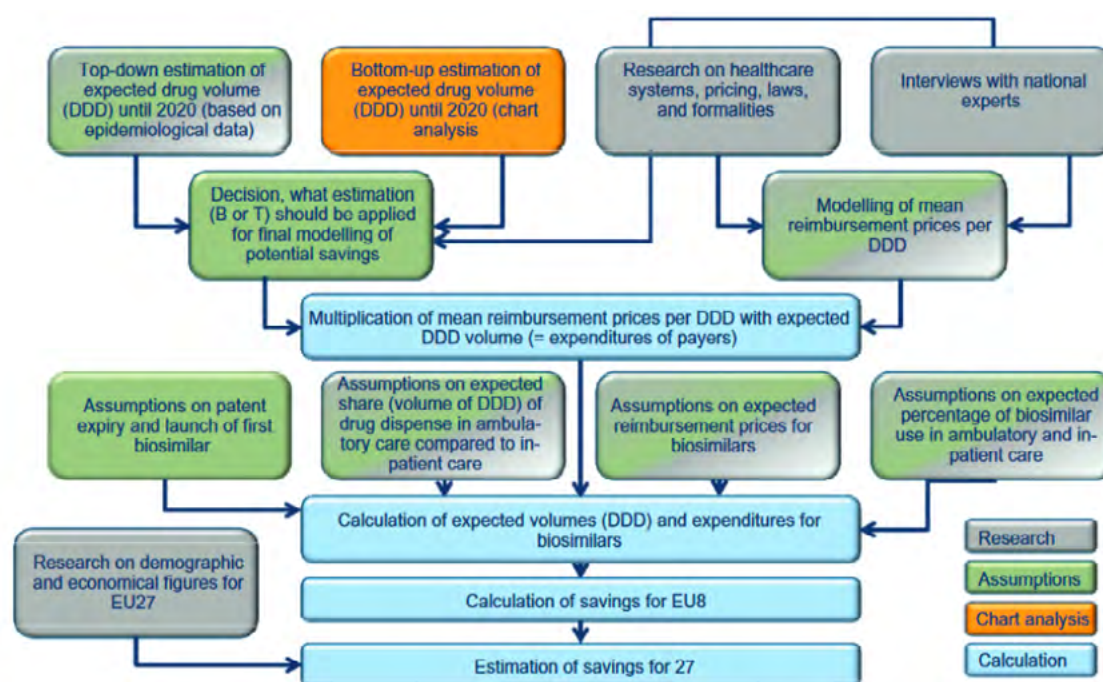 Top-down estimation of
expected drug volume
(DDD) until 2020 (based on
epidemiological data)
Bottom-up estimation of
expected drug volume
(DDD) until 2020 (chart
analysis
Research on healthcare
systems, pricing, laws,
and formalities
Interviews with national
experts
Decision, what estimation
(B or T) should be applied
for final modelling of
potential savings
Modelling of mean
reimbursement prices per
DDD
Multiplication of mean reimbursement prices per DDD with expected
DDD volume (= expenditures of payers)
Assumptions on patent
expiry and launch of first
biosimilar
Assumptions on expected
share (volume of DDD) of
drug dispense in ambula-
tory care compared to in-
patient care
Assumptions on expected
reimbursement prices for
biosimilars
Assumptions on expected
percentage of biosimilar
use in ambulatory and in-
patient care
Calculation of expected volumes (DDD) and expenditures for
biosimilars
Research on demographic
and economical figures for
EU27
Calculation of savings for EU8
Estimation of savings for 27
Research
Assumptions
Chart analysis
Calculation